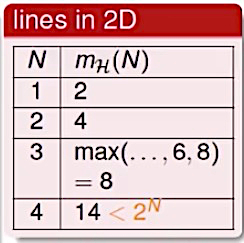 lines in 2D
N m_H(N)
1 2
2 4
3 max(..., 6, 8)
= 8
4 14 < 2^N